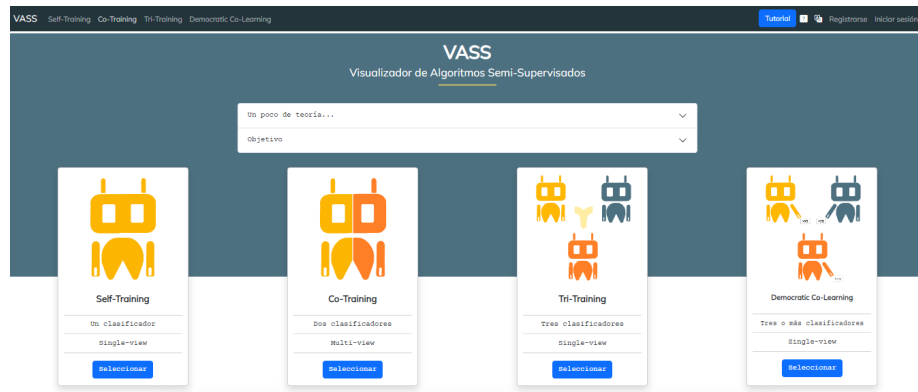 VASS Self-Training Co-Training Tri-Training Democratic Co-Learning Tutorial Registrarse Iniciar sesión
VASS
Visualizador de Algoritmos Semi-Supervisados
Un poco de teoría...
Objetivo
Self-Training
Un clasificador
Single-view
Seleccionar
Co-Training
Dos clasificadores
Multi-view
Seleccionar
Tri-Training
Tres clasificadores
Single-view
Seleccionar
Democratic Co-Learning
Tres o más clasificadores
Single-view
Seleccionar